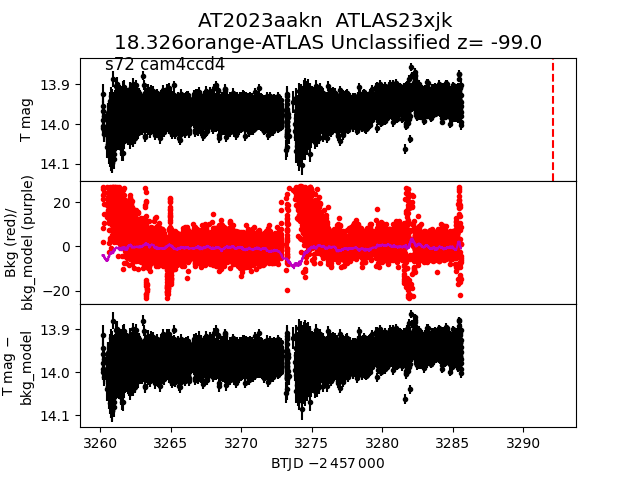 AT2023aakn  ATLAS23xjk
18.326orange-ATLAS Unclassified z= -99.0
s72 cam4ccd4
13.9
14.0
14.1
T mag
20
0
−20
Bkg (red)/
bkg_model (purple)
13.9
14.0
14.1
T mag −
bkg_model
3260 3265 3270 3275 3280 3285 3290
BTJD −2 457 000